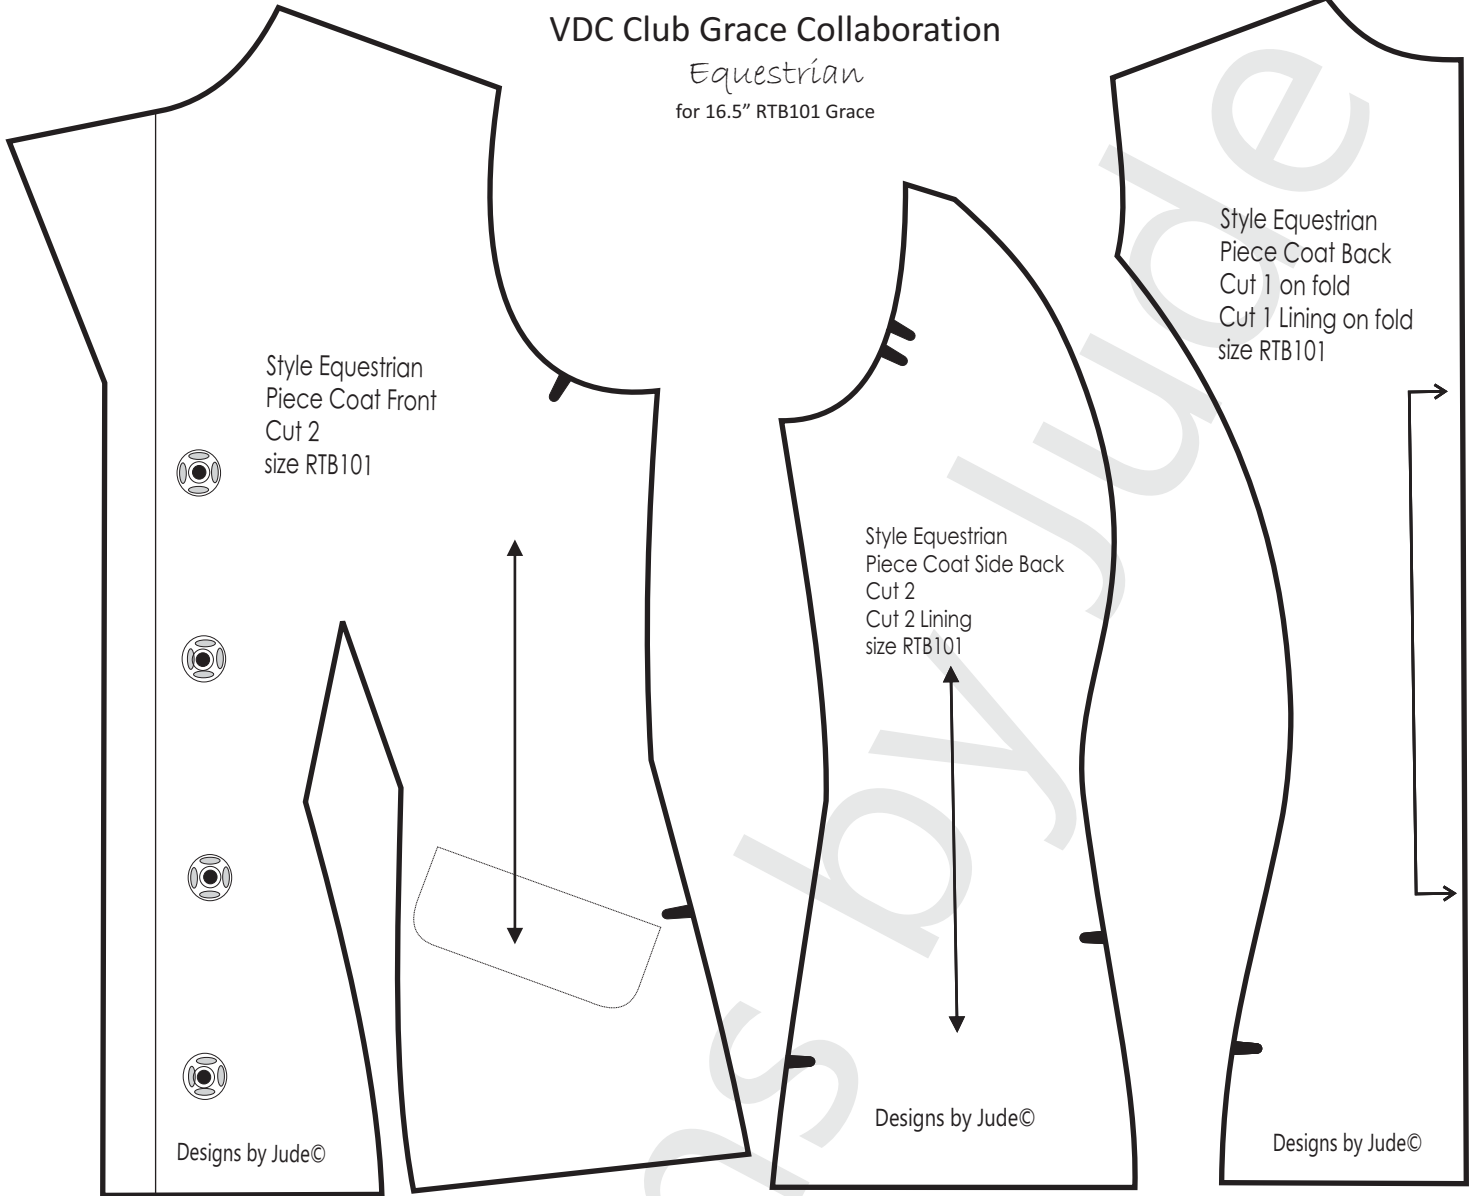 VDC Club Grace Collaboration
Equestrian
for 16.5” RTB101 Grace
Style Equestrian
Piece Coat Front
Cut 2
size RTB101
Designs by Jude©
Style Equestrian
Piece Coat Side Back
Cut 2
Cut 2 Lining
size RTB101
Designs by Jude©
Style Equestrian
Piece Coat Back
Cut 1 on fold
Cut 1 Lining on fold
size RTB101
Designs by Jude©
ns by Jude